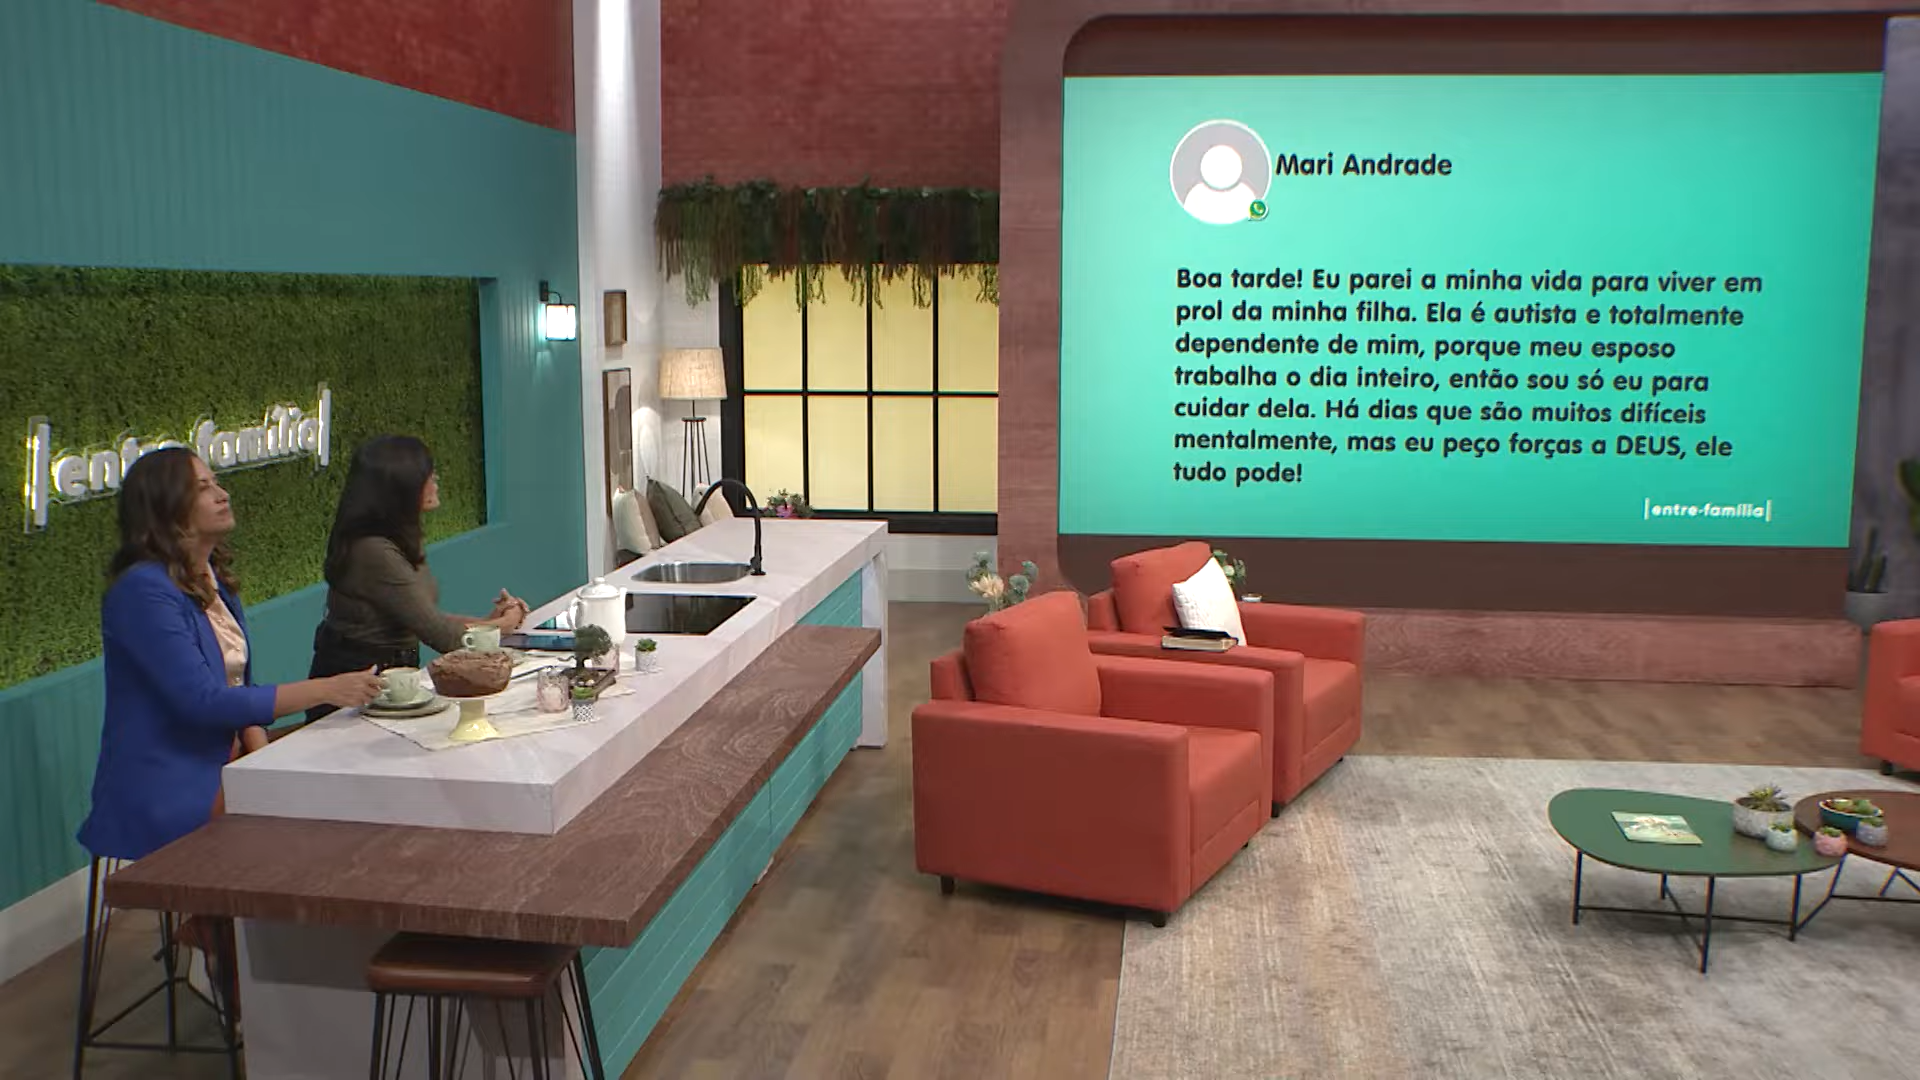 Mari Andrade
Boa tarde! Eu parei a minha vida para viver em
prol da minha filha. Ela é autista e totalmente
dependente de mim, porque meu esposo
trabalha o dia inteiro, então sou só eu para
cuidar dela. Há dias que são muitos difíceis
mentalmente, mas eu peço forças a DEUS, ele
tudo pode!
|entre-família|
|entre-família|